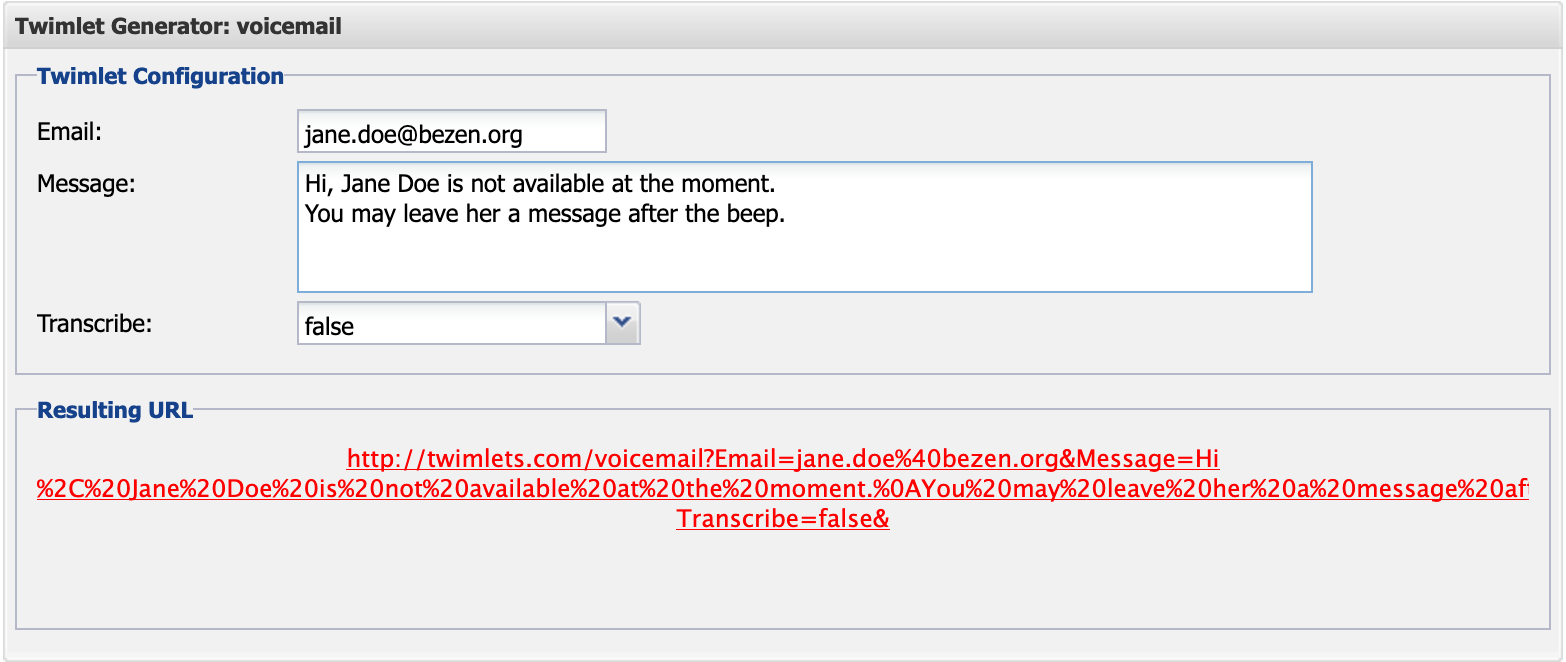 Twimlet Generator: voicemail
Twimlet Configuration
Email:
jane.doe@bezen.org
Message:
Hi, Jane Doe is not available at the moment.
You may leave her a message after the beep.
Transcribe:
false
Resulting URL
http://twimlets.com/voicemail?Email=jane.doe%40bezen.org&Message=Hi
%2C%20Jane%20Doe%20is%20not%20available%20at%20the%20moment.%0AYou%20may%20leave%20her%20a%20message%20af
Transcribe=false&